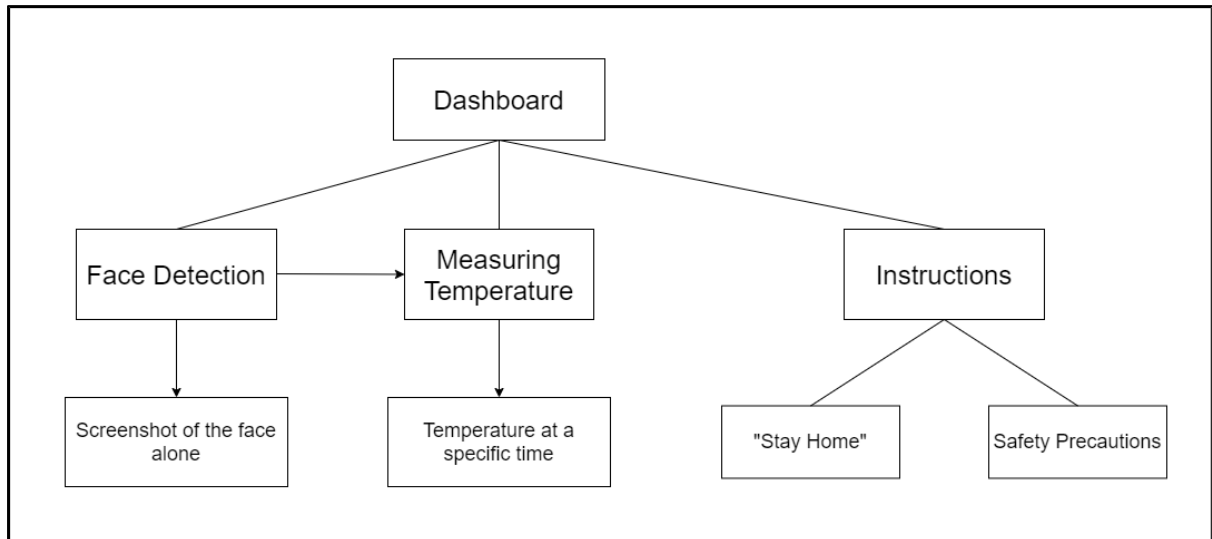 Dashboard
Face Detection
Measuring
Temperature
Instructions
Screenshot of the face
alone
Temperature at a
specific time
"Stay Home"
Safety Precautions